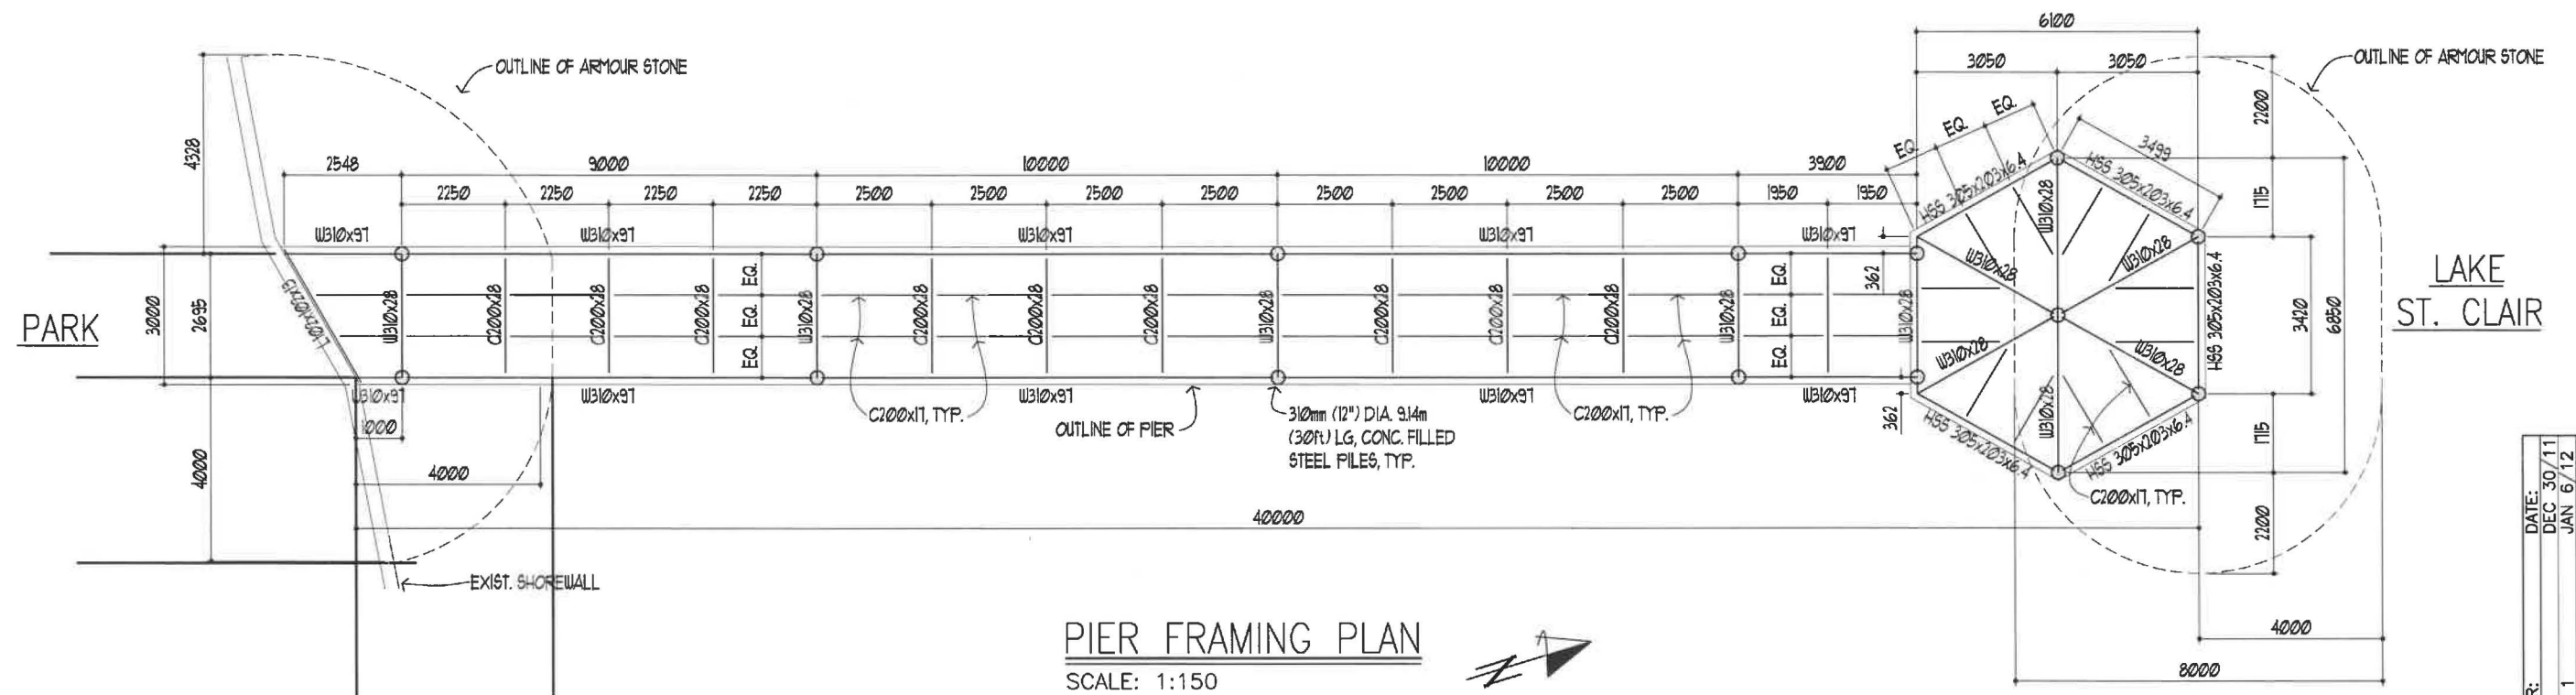 6100
3050
3050
OUTLINE OF ARMOUR STONE
OUTLINE OF ARMOUR STONE
2200
EQ.
EQ.
EQ.
3499
4328
2548
9000
10000
10000
3900
2250
2250
2250
2250
2500
2500
2500
2500
2500
2500
2500
2500
1950
1950
HSS 305x203x6.4
HSS 305x203x6.4
1715
W310x97
W310x97
W310x97
W310x97
W310x97
W310x28
W310x28
W310x28
362
EQ.
EQ.
EQ.
EQ.
EQ.
EQ.
PARK
3000
2695
L102x102x13
W310x28
C200x28
C200x28
C200x28
W310x28
C200x28
C200x28
C200x28
W310x28
C200x28
C200x28
C200x28
W310x28
W310x28
HSS 305x203x6.4
3420
6850
LAKE
ST. CLAIR
W310x28
W310x28
W310x28
W310x97
W310x97
W310x97
W310x97
W310x97
1000
C200x17, TYP.
OUTLINE OF PIER
310mm (12") DIA. 9.14m
(30ft) LG, CONC. FILLED
STEEL PILES, TYP.
C200x17, TYP.
362
HSS 305x203x6.4
HSS 305x203x6.4
1715
4000
4000
C200x17, TYP.
40000
2200
EXIST. SHOREWALL
4000
8000
PIER FRAMING PLAN
SCALE: 1:150
N
DATE:
DEC 30/11
JAN 6/12
R: